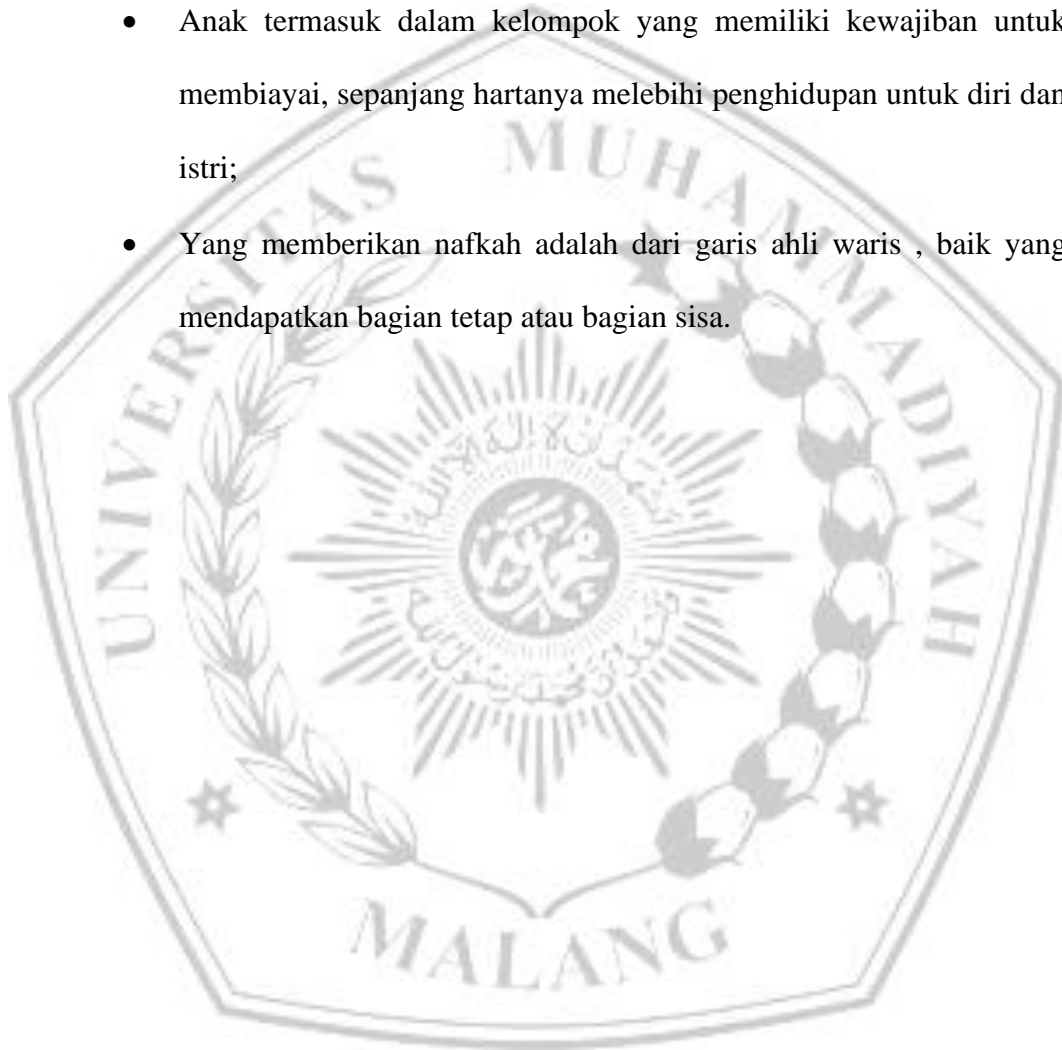 • Anak termasuk dalam kelompok yang memiliki kewajiban untuk
membiayai, sepanjang hartanya melebihi penghidupan untuk diri dan
istri;
• Yang memberikan nafkah adalah dari garis ahli waris , baik yang
mendapatkan bagian tetap atau bagian sisa.
UNIVERSITAS MUHAMMADIYAH
MALANG